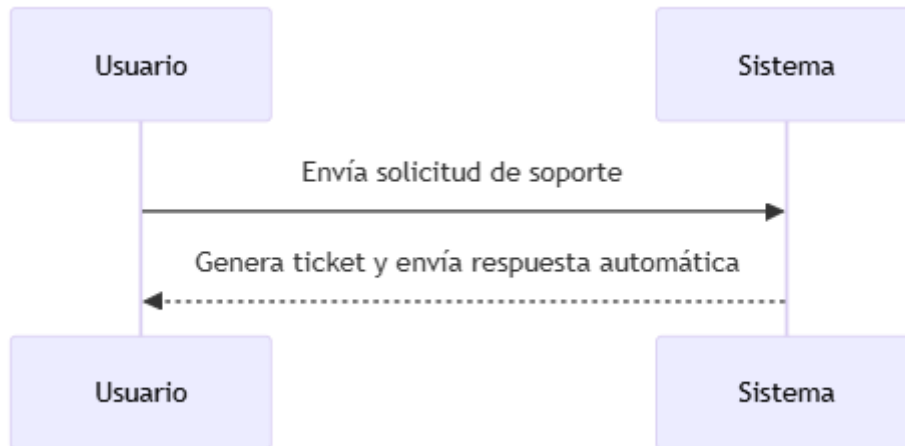 Usuario
Sistema
Envía solicitud de soporte
Genera ticket y envía respuesta automática
Usuario
Sistema